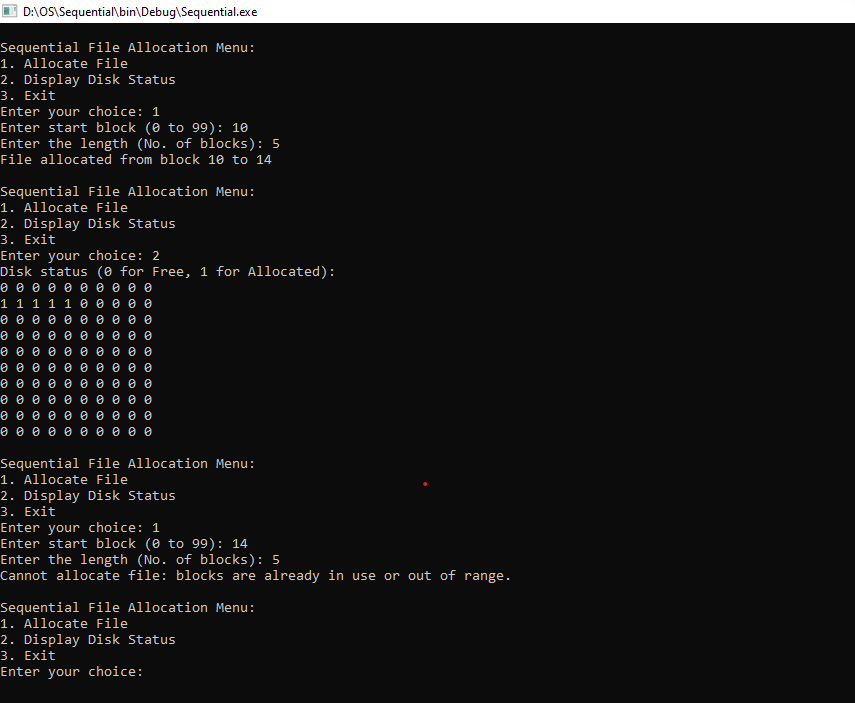 D:\OS\Sequential\bin\Debug\Sequential.exe
Sequential File Allocation Menu:
1. Allocate File
2. Display Disk Status
3. Exit
Enter your choice: 1
Enter start block (0 to 99): 10
Enter the length (No. of blocks): 5
File allocated from block 10 to 14
Sequential File Allocation Menu:
1. Allocate File
2. Display Disk Status
3. Exit
Enter your choice: 2
Disk status (0 for Free, 1 for Allocated):
0 0 0 0 0 0 0 0 0 0
1 1 1 1 1 0 0 0 0 0
0 0 0 0 0 0 0 0 0 0
0 0 0 0 0 0 0 0 0 0
0 0 0 0 0 0 0 0 0 0
0 0 0 0 0 0 0 0 0 0
0 0 0 0 0 0 0 0 0 0
0 0 0 0 0 0 0 0 0 0
0 0 0 0 0 0 0 0 0 0
0 0 0 0 0 0 0 0 0 0
Sequential File Allocation Menu:
1. Allocate File
2. Display Disk Status
3. Exit
Enter your choice: 1
Enter start block (0 to 99): 14
Enter the length (No. of blocks): 5
Cannot allocate file: blocks are already in use or out of range.
Sequential File Allocation Menu:
1. Allocate File
2. Display Disk Status
3. Exit
Enter your choice: